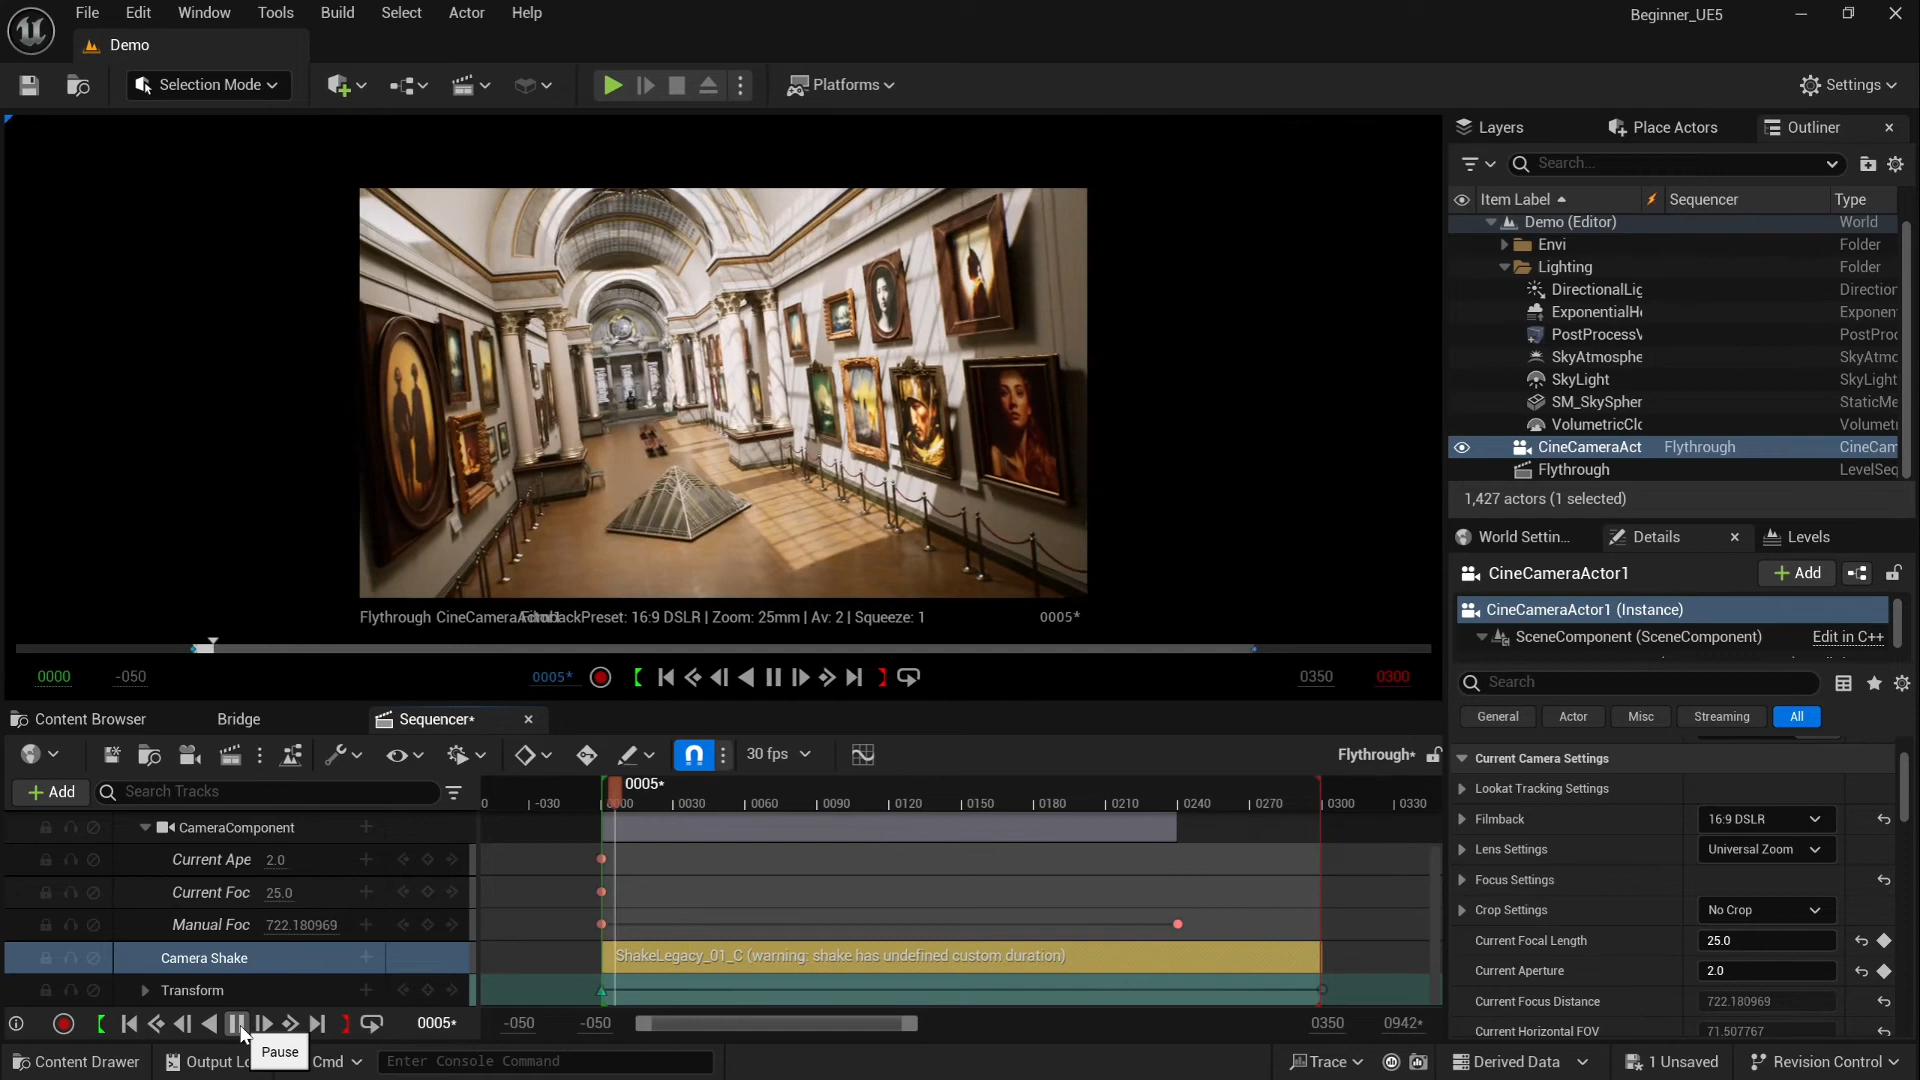 File Edit Window Tools Build Select Actor Help
Beginner_UE5
Demo
Selection Mode
Platforms
Settings
Layers
Place Actors
Outliner
Search...
Item Label
Sequencer
Type
Demo (Editor)
World
Envi
Folder
Lighting
Folder
DirectionalLig
Direction
ExponentialHe
Exponen
PostProcessV
PostProc
SkyAtmosphe
SkyAtmo
SkyLight
SkyLight
SM_SkySpher
StaticMe
VolumetricClo
Volumet
CineCameraAct
Flythrough
CineCam
Flythrough
LevelSeq
1,427 actors (1 selected)
World Settin...
Details
Levels
CineCameraActor1
Add
CineCameraActor1 (Instance)
SceneComponent (SceneComponent)
Edit in C++
Search
General
Actor
Misc
Streaming
All
Current Camera Settings
Lookat Tracking Settings
Filmback
16:9 DSLR
Lens Settings
Universal Zoom
Focus Settings
Crop Settings
No Crop
Current Focal Length
25.0
Current Aperture
2.0
Current Focus Distance
722.180969
Current Horizontal FOV
71.507767
Flythrough CineCameraActor1
FilmbackPreset: 16:9 DSLR | Zoom: 25mm | Av: 2 | Squeeze: 1
0005*
0000
-050
0005*
0350
0300
Content Browser
Bridge
Sequencer*
30 fps
Flythrough*
Add
Search Tracks
0005*
0 | -030 | 0000 | 0030 | 0060 | 0090 | 0120 | 0150 | 0180 | 0210 | 0240 | 0270 | 0300 | 0330
CameraComponent
Current Ape 2.0
Current Foc 25.0
Manual Foc 722.180969
Camera Shake
ShakeLegacy_01_C (warning: shake has undefined custom duration)
Transform
0005*
-050
-050
0350
0942*
Pause
Content Drawer
Output Lo
Cmd
Enter Console Command
Trace
Derived Data
1 Unsaved
Revision Control